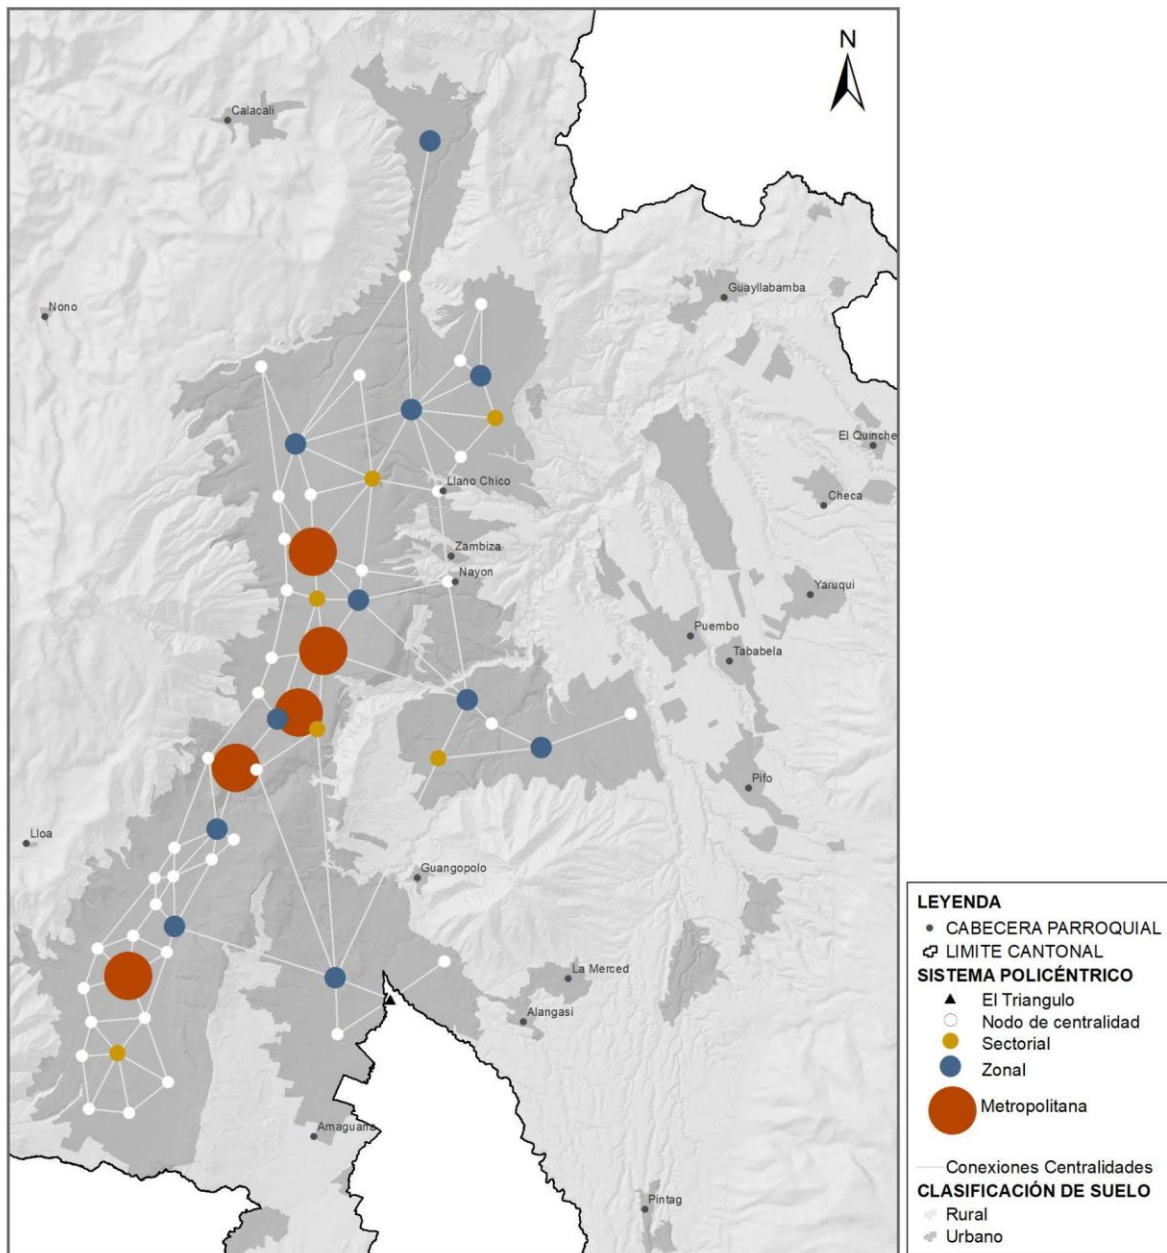 N
Calacali
Nono
Guayllabamba
El Quinche
Llano Chico
Checa
Zambiza
Nayon
Yaruqui
Puembo
Tababela
Pifo
Lloa
Guangopolo
La Merced
Alangasi
Amaguana
Pintag
LEYENDA
CABECERA PARROQUIAL
LIMITE CANTONAL
SISTEMA POLICÉNTRICO
El Triangulo
Nodo de centralidad
Sectorial
Zonal
Metropolitana
Conexiones Centralidades
CLASIFICACIÓN DE SUELO
Rural
Urbano